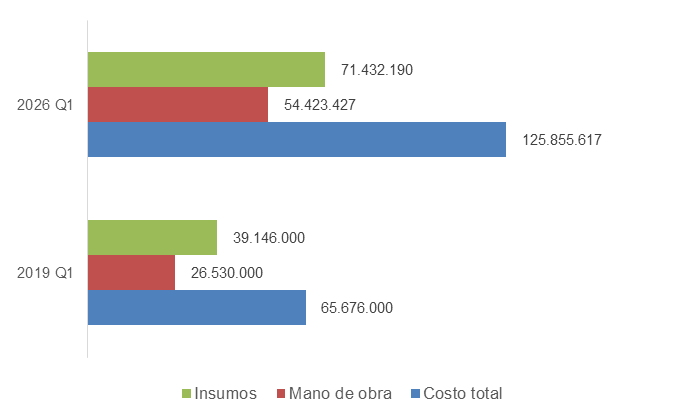 71.432.190
2026 Q1
54.423.427
125.855.617
39.146.000
2019 Q1
26.530.000
65.676.000
Insumos Mano de obra Costo total